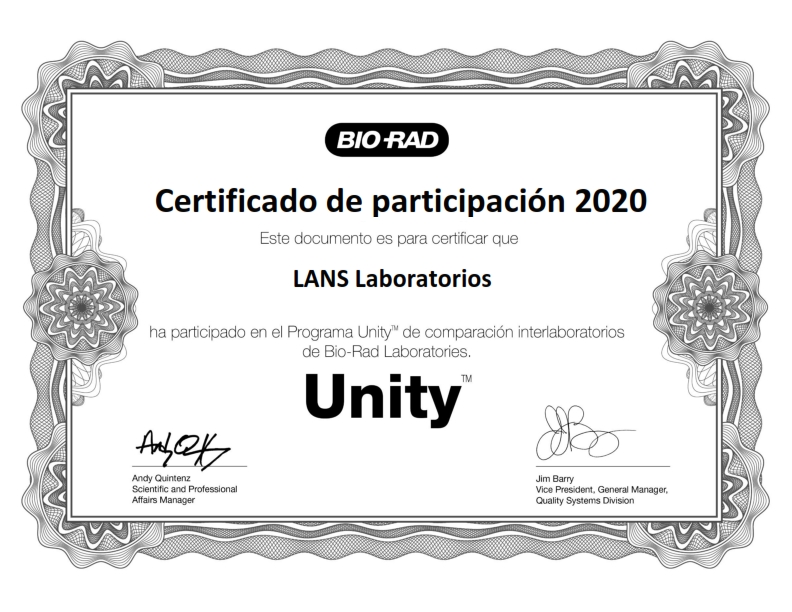 BIO-RAD
Certificado de participación 2020
Este documento es para certificar que
LANS Laboratorios
ha participado en el Programa Unity™ de comparación interlaboratorios
de Bio-Rad Laboratories.
Unity™
Andy Quintenz
Scientific and Professional
Affairs Manager
Jim Barry
Vice President, General Manager,
Quality Systems Division